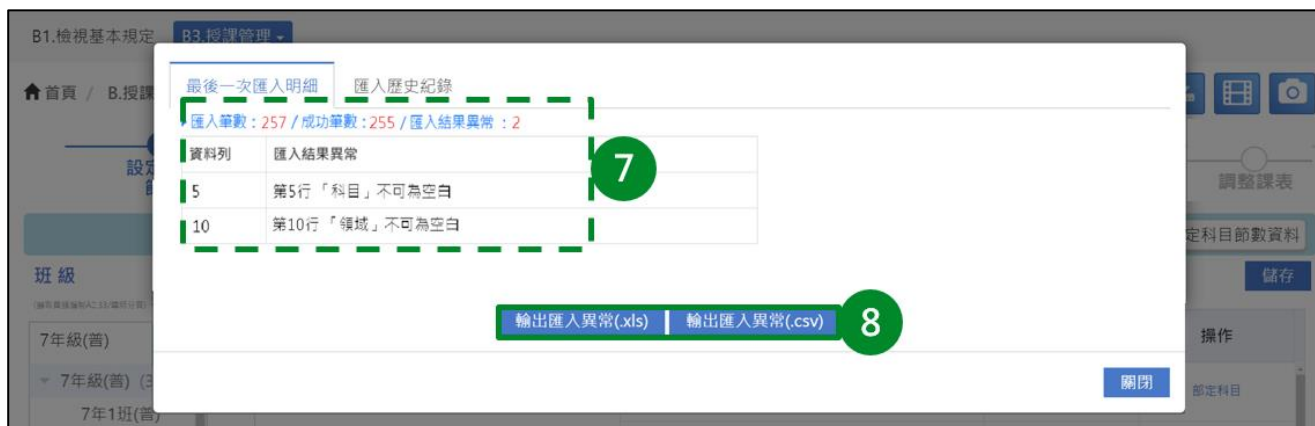 B1.檢視基本規定 B3.授課管理
首頁 / B.授課
最後一次匯入明細 匯入歷史紀錄
匯入筆數：257 / 成功筆數：255 / 匯入結果異常 ：2
資料列 匯入結果異常
7
5 第5行「科目」不可為空白
10 第10行「領域」不可為空白
設定
調整課表
定科目節數資料
班級
儲存
輸出匯入異常(.xls) 輸出匯入異常(.csv) 8
7年級(普)
操作
7年級(普) (3
關閉
部定科目
7年1班(普)